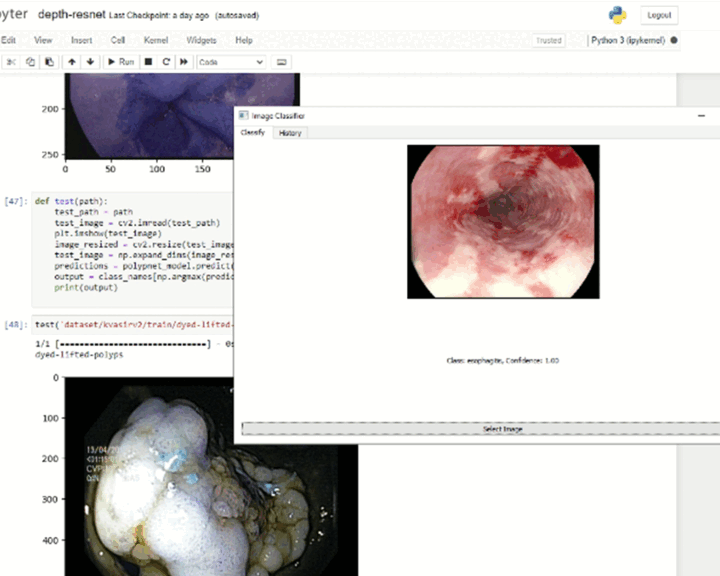 yter depth-resnet Last Checkpoint: a day ago (autosaved)
Logout
Edit View Insert Cell Kernel Widgets Help
Trusted Python 3 (ipykernel)
Run Code
200
250
0 50 100 150
Image Classifier
Classify History
Class: esophagitis, Confidence: 1.00
Select Image
[47]: def test(path):
test_path = path
test_image = cv2.imread(test_path)
plt.imshow(test_image)
image_resized = cv2.resize(test_image
test_image = np.expand_dims(image_res
predictions = polypnet_model.predict(
output = class_names[np.argmax(predic
print(output)
[48]: test('dataset/kvasirv2/train/dyed-lifted-
1/1 [==============================] - 0s
dyed-lifted-polyps
0
100
200
300
400